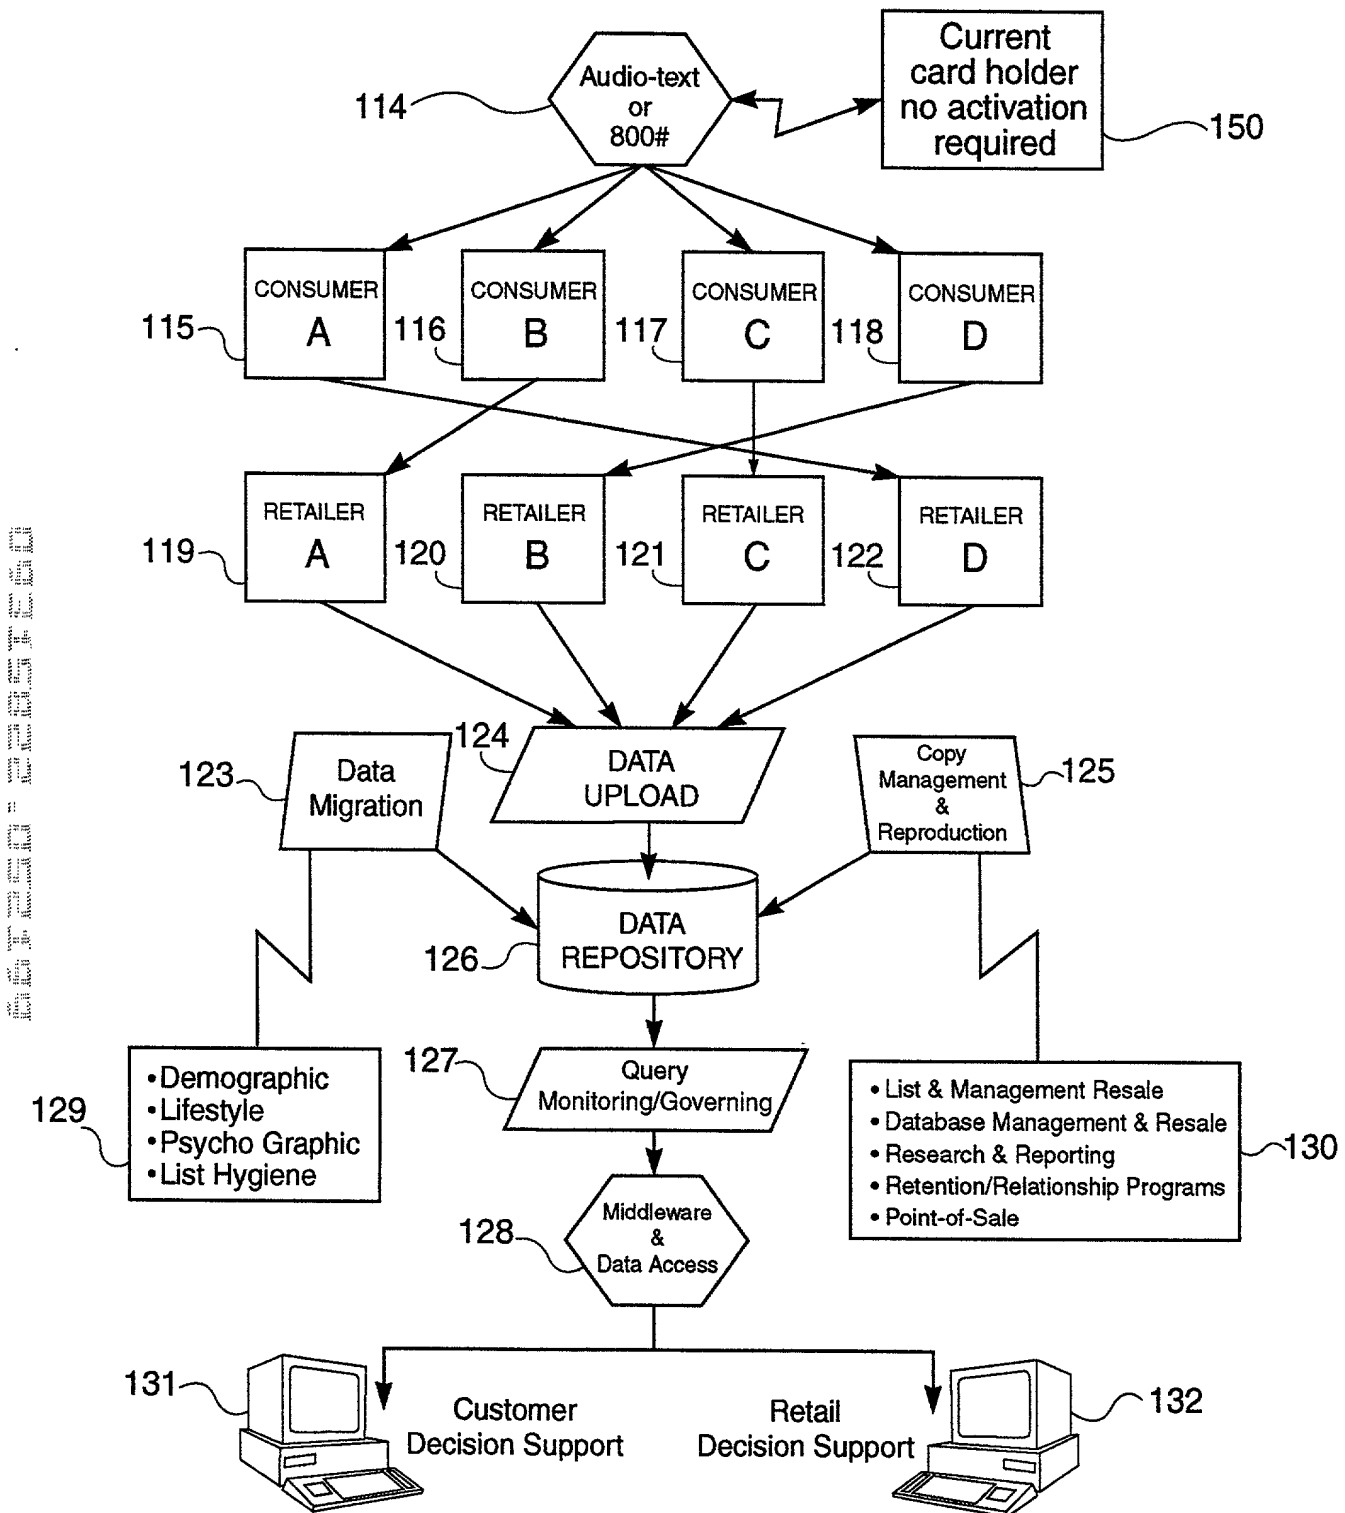 Current
card holder
no activation
required
150
Audio-text
or
800#
114
CONSUMER
A
115
CONSUMER
B
116
CONSUMER
C
117
CONSUMER
D
118
RETAILER
A
119
RETAILER
B
120
RETAILER
C
121
RETAILER
D
122
124
DATA
UPLOAD
123
Data
Migration
Copy
Management
&
Reproduction
125
DATA
REPOSITORY
126
127
Query
Monitoring/Governing
129
•Demographic
•Lifestyle
•Psycho Graphic
•List Hygiene
• List & Management Resale
• Database Management & Resale
• Research & Reporting
• Retention/Relationship Programs
• Point-of-Sale
130
128
Middleware
&
Data Access
131
Customer
Decision Support
Retail
Decision Support
132